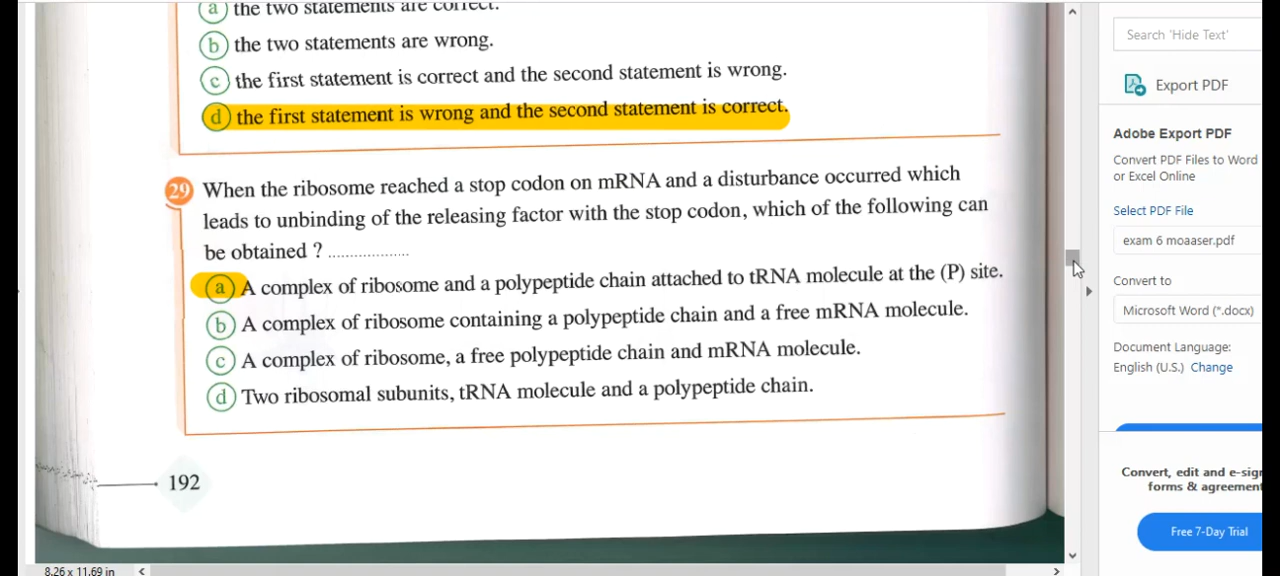 a the two statements are correct.
b the two statements are wrong.
c the first statement is correct and the second statement is wrong.
d the first statement is wrong and the second statement is correct.
29 When the ribosome reached a stop codon on mRNA and a disturbance occurred which
leads to unbinding of the releasing factor with the stop codon, which of the following can
be obtained ? ...................
a A complex of ribosome and a polypeptide chain attached to tRNA molecule at the (P) site.
b A complex of ribosome containing a polypeptide chain and a free mRNA molecule.
c A complex of ribosome, a free polypeptide chain and mRNA molecule.
d Two ribosomal subunits, tRNA molecule and a polypeptide chain.
192
8.26 x 11.69 in
Search 'Hide Text'
Export PDF
Adobe Export PDF
Convert PDF Files to Word
or Excel Online
Select PDF File
exam 6 moaaser.pdf
Convert to
Microsoft Word (*.docx)
Document Language:
English (U.S.) Change
Convert, edit and e-sig
forms & agreement
Free 7-Day Trial